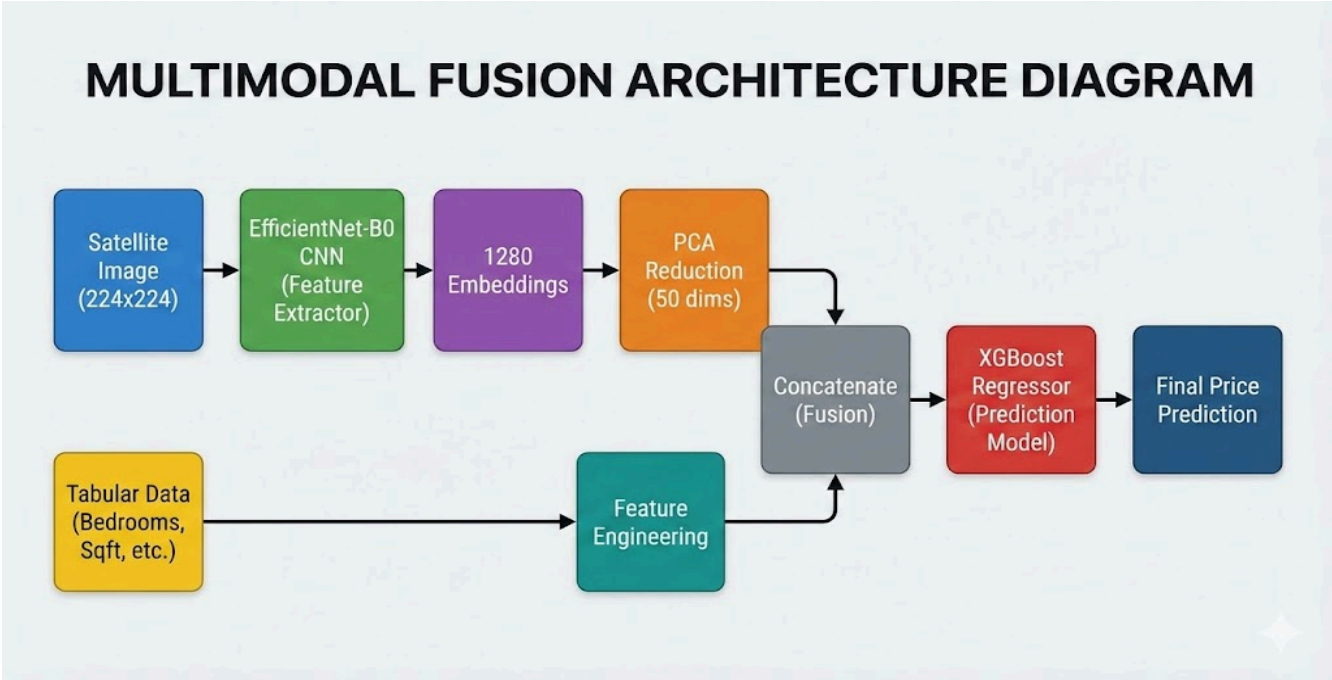 MULTIMODAL FUSION ARCHITECTURE DIAGRAM
Satellite
Image
(224x224)
EfficientNet-B0
CNN
(Feature
Extractor)
1280
Embeddings
PCA
Reduction
(50 dims)
Concatenate
(Fusion)
XGBoost
Regressor
(Prediction
Model)
Final Price
Prediction
Tabular Data
(Bedrooms,
Sqft, etc.)
Feature
Engineering